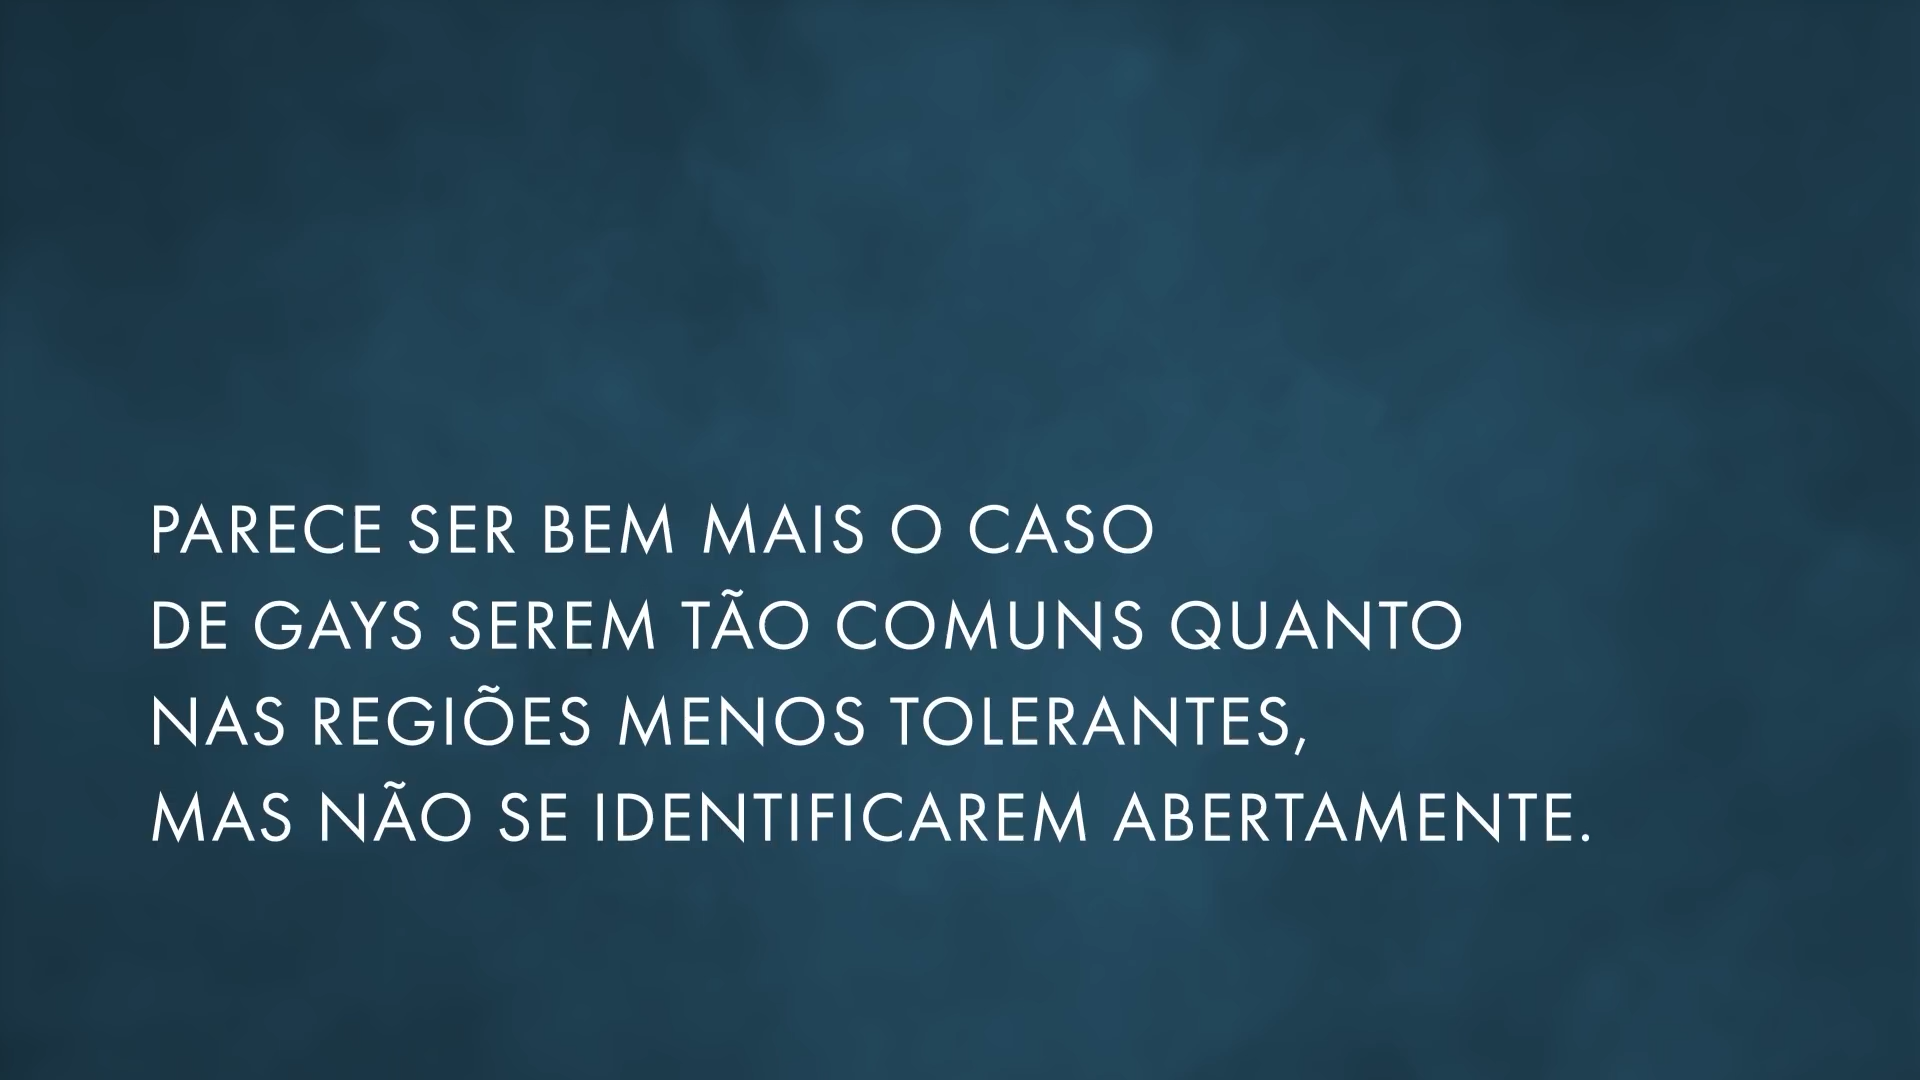 PARECE SER BEM MAIS O CASO
DE GAYS SEREM TÃO COMUNS QUANTO
NAS REGIÕES MENOS TOLERANTES,
MAS NÃO SE IDENTIFICAREM ABERTAMENTE.